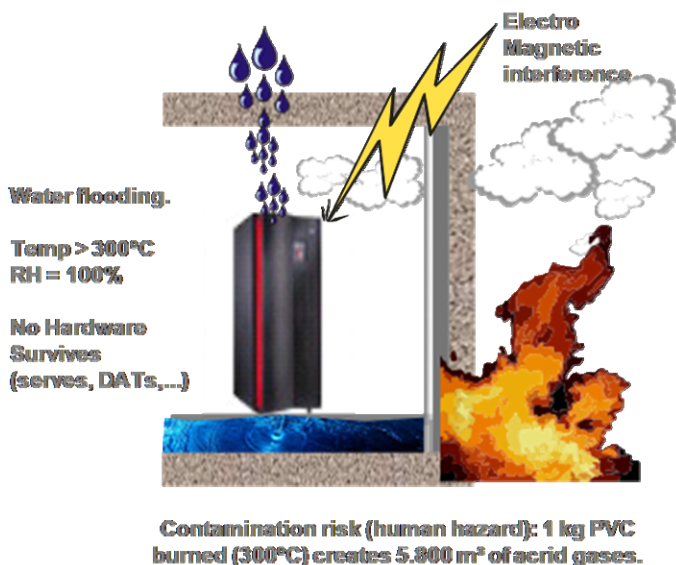 Electro
Magnetic
interference
Water flooding.
Temp > 300°C
RH = 100%
No Hardware
Survives
(serves, DATs,...)
Contamination risk (human hazard): 1 kg PVC
burned (300°C) creates 5.800 m³ of acrid gases.